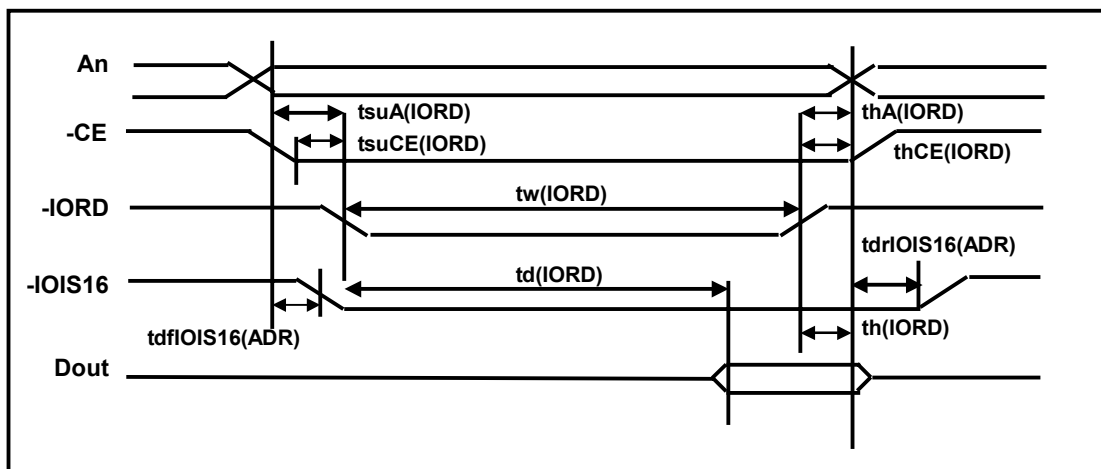 An
tsuA(IORD)
thA(IORD)
-CE
tsuCE(IORD)
thCE(IORD)
tw(IORD)
-IORD
tdrIOIS16(ADR)
td(IORD)
-IOIS16
th(IORD)
tdfIOIS16(ADR)
Dout